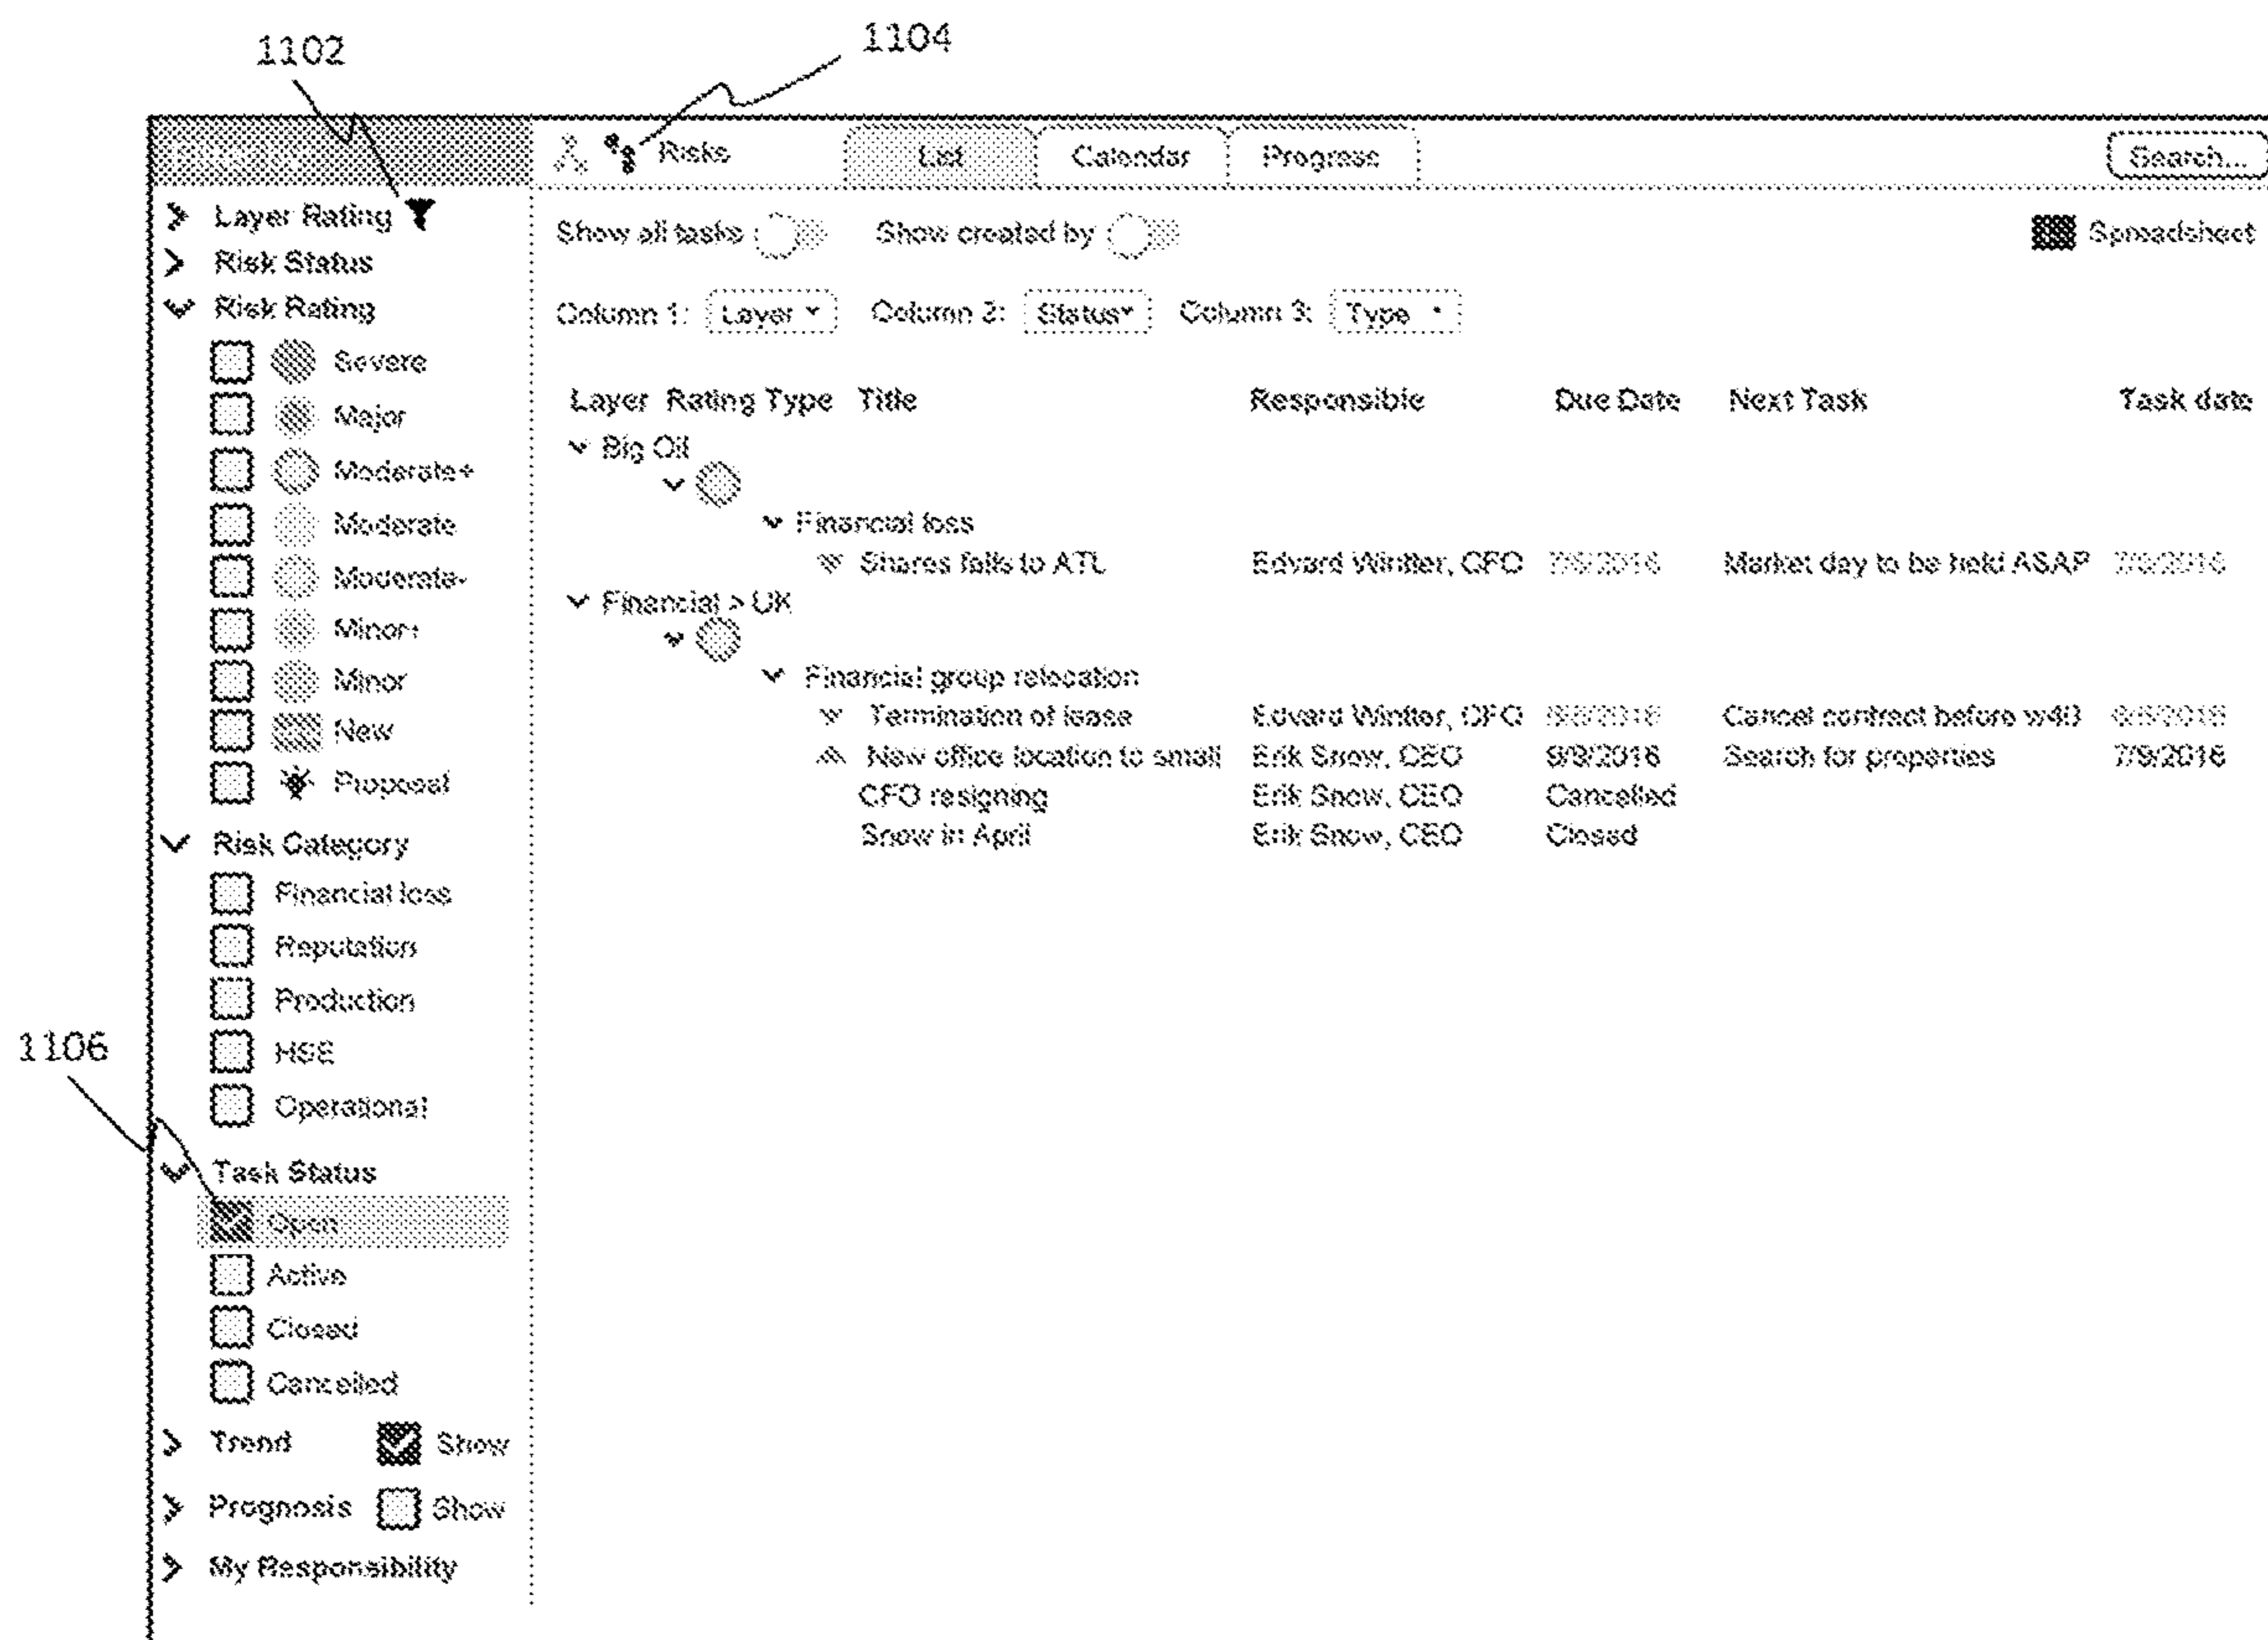 1102
1104
Risks List Calendar Progress Search...
Layer Rating
Risk Status
Risk Rating
Severe
Major
Moderate+
Moderate
Moderate-
Minor+
Minor
New
Proposal
Risk Category
Financial loss
Reputation
Production
HSE
Operational
1106
Task Status
Open
Active
Closed
Cancelled
Trend Show
Prognosis Show
My Responsibility
Show all tasks Show created by Spreadsheet
Column 1: Layer Column 2: Status Column 3: Type
Layer Rating Type Title Responsible Due Date Next Task Task date
Big Oil
Financial loss
Shares falls to ATL Edvard Wintter, CFO 7/5/2016 Market day to be held ASAP
Financial > UK
Financial group relocation
Termination of lease Edvard Wintter, CFO Cancel contract before w40
New office location to small Erik Snow, CEO 9/9/2016 Search for properties 7/9/2016
CFO resigning Erik Snow, CEO Cancelled
Snow in April Erik Snow, CEO Closed